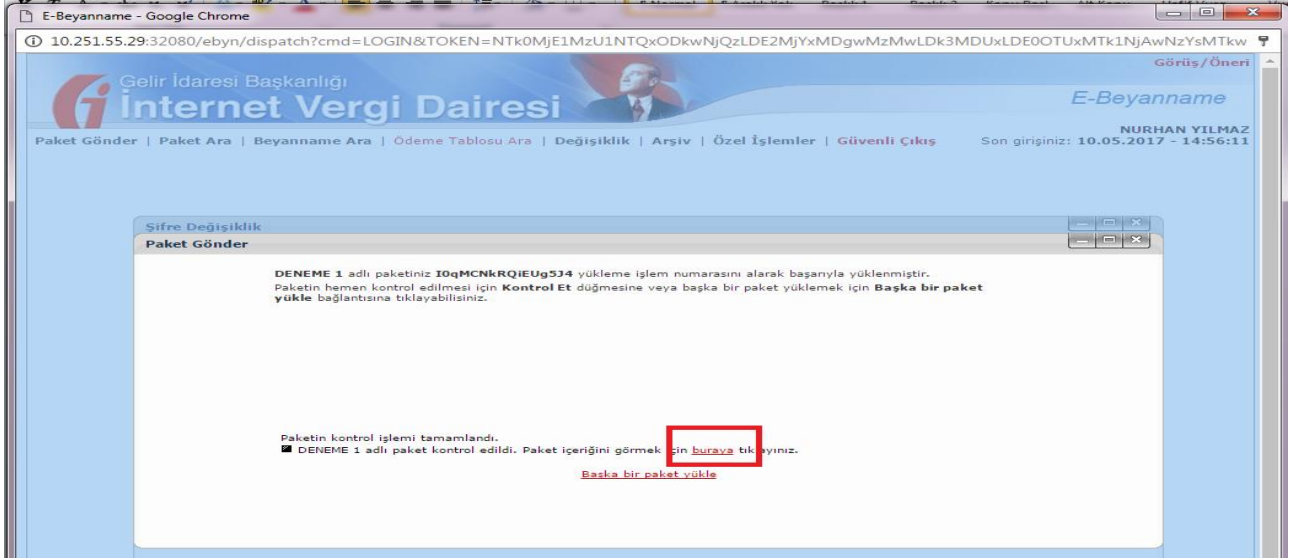 E-Beyanname - Google Chrome
10.251.55.29:32080/ebyn/dispatch?cmd=LOGIN&TOKEN=NTk0MjE1MzU1NTQxODkwNjQzLDE2MjYxMDgwMzMwLDk3MDUxLDE0OTUxMTk1NjAwNzYsMTkw
Görüş/Öneri
Gelir İdaresi Başkanlığı
İnternet Vergi Dairesi
E-Beyanname
NURHAN YILMAZ
Paket Gönder | Paket Ara | Beyanname Ara | Ödeme Tablosu Ara | Değişiklik | Arşiv | Özel İşlemler | Güvenli Çıkış Son girişiniz: 10.05.2017 - 14:56:11
Şifre Değişiklik
Paket Gönder
DENEME 1 adlı paketiniz I0qMCNkRQiEUg5J4 yükleme işlem numarasını alarak başarıyla yüklenmiştir.
Paketin hemen kontrol edilmesi için Kontrol Et düğmesine veya başka bir paket yüklemek için Başka bir paket
yükle bağlantısına tıklayabilisiniz.
Paketin kontrol işlemi tamamlandı.
DENEME 1 adlı paket kontrol edildi. Paket içeriğini görmek için buraya tıklayınız.
Başka bir paket yükle